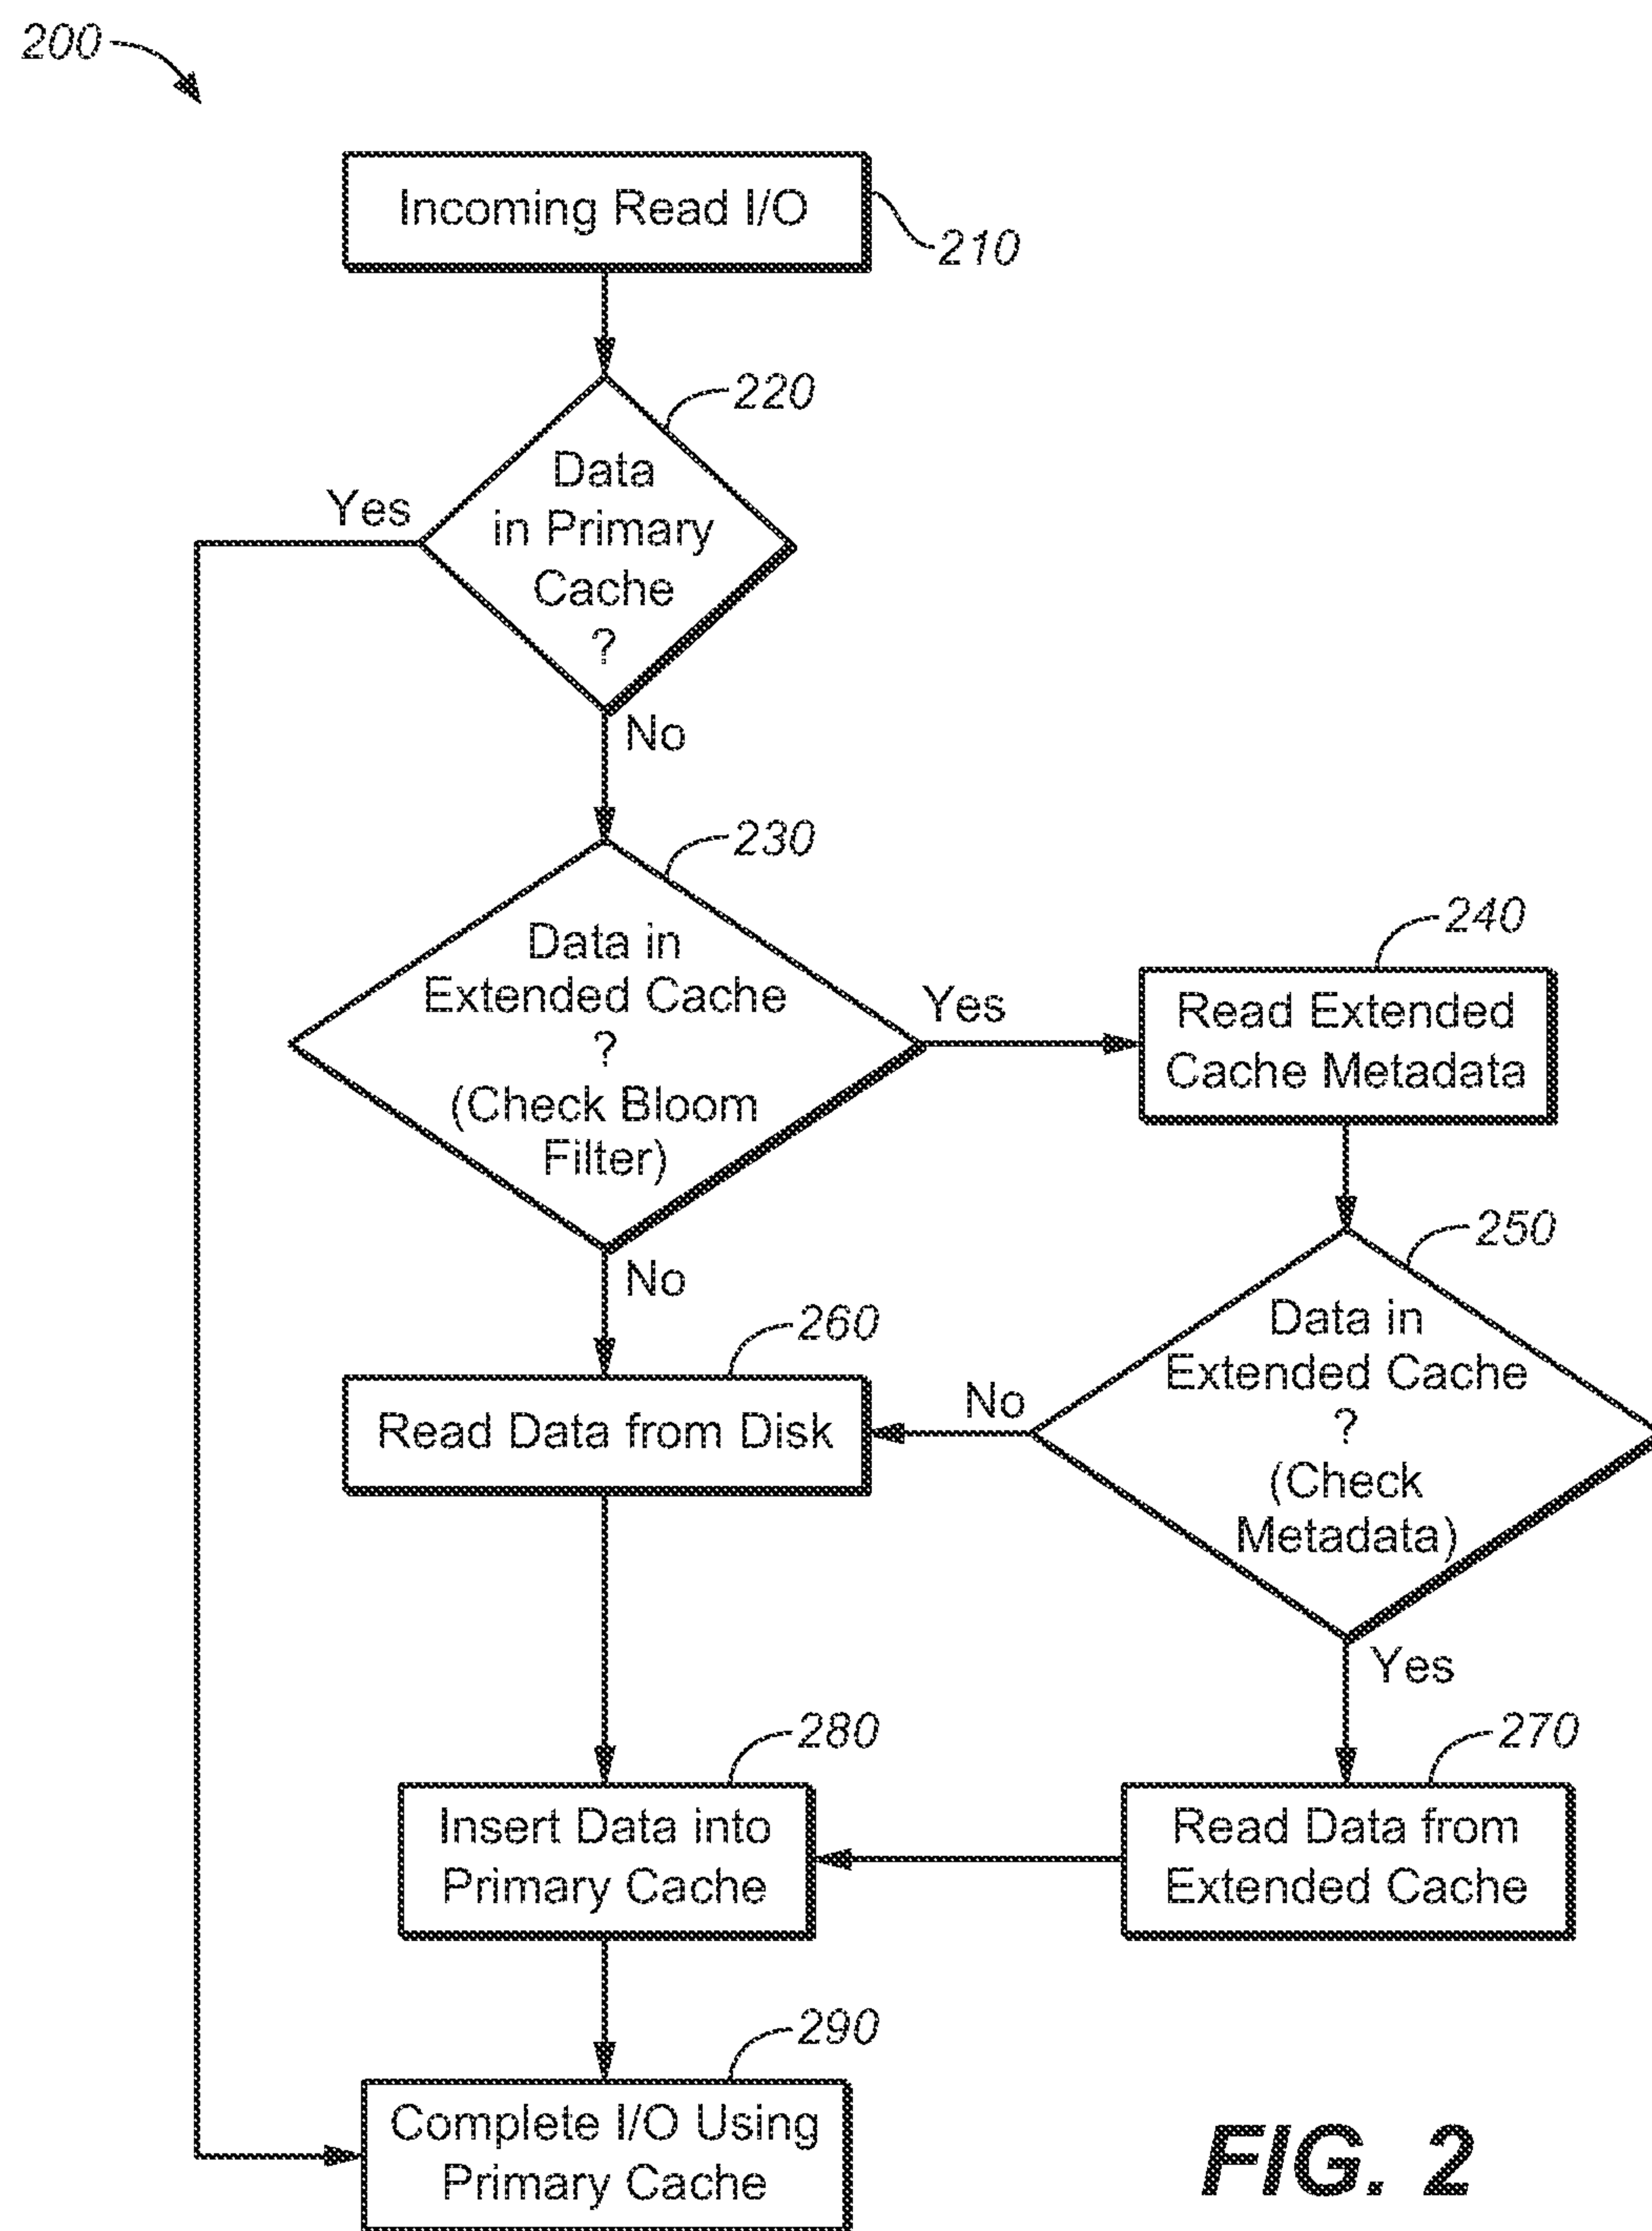 200
Incoming Read I/O
210
220
Data
in Primary
Cache
?
Yes
No
230
Data in
Extended Cache
?
(Check Bloom
Filter)
Yes
No
240
Read Extended
Cache Metadata
250
Data in
Extended Cache
?
(Check
Metadata)
No
Yes
260
Read Data from Disk
270
Read Data from
Extended Cache
280
Insert Data into
Primary Cache
290
Complete I/O Using
Primary Cache
FIG. 2